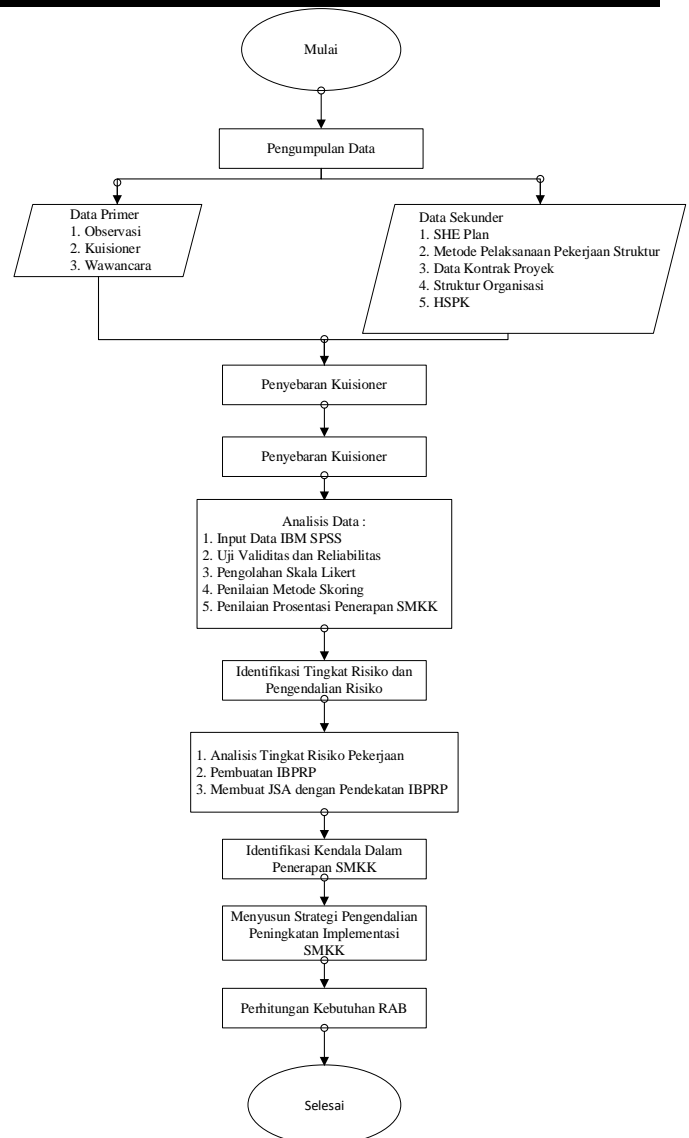 Mulai
Pengumpulan Data
Data Primer
1. Observasi
2. Kuisioner
3. Wawancara
Data Sekunder
1. SHE Plan
2. Metode Pelaksanaan Pekerjaan Struktur
3. Data Kontrak Proyek
4. Struktur Organisasi
5. HSPK
Penyebaran Kuisioner
Penyebaran Kuisioner
Analisis Data :
1. Input Data IBM SPSS
2. Uji Validitas dan Reliabilitas
3. Pengolahan Skala Likert
4. Penilaian Metode Skoring
5. Penilaian Prosentasi Penerapan SMKK
Identifikasi Tingkat Risiko dan
Pengendalian Risiko
1. Analisis Tingkat Risiko Pekerjaan
2. Pembuatan IBPRP
3. Membuat JSA dengan Pendekatan IBPRP
Identifikasi Kendala Dalam
Penerapan SMKK
Menyusun Strategi Pengendalian
Peningkatan Implementasi
SMKK
Perhitungan Kebutuhan RAB
Selesai